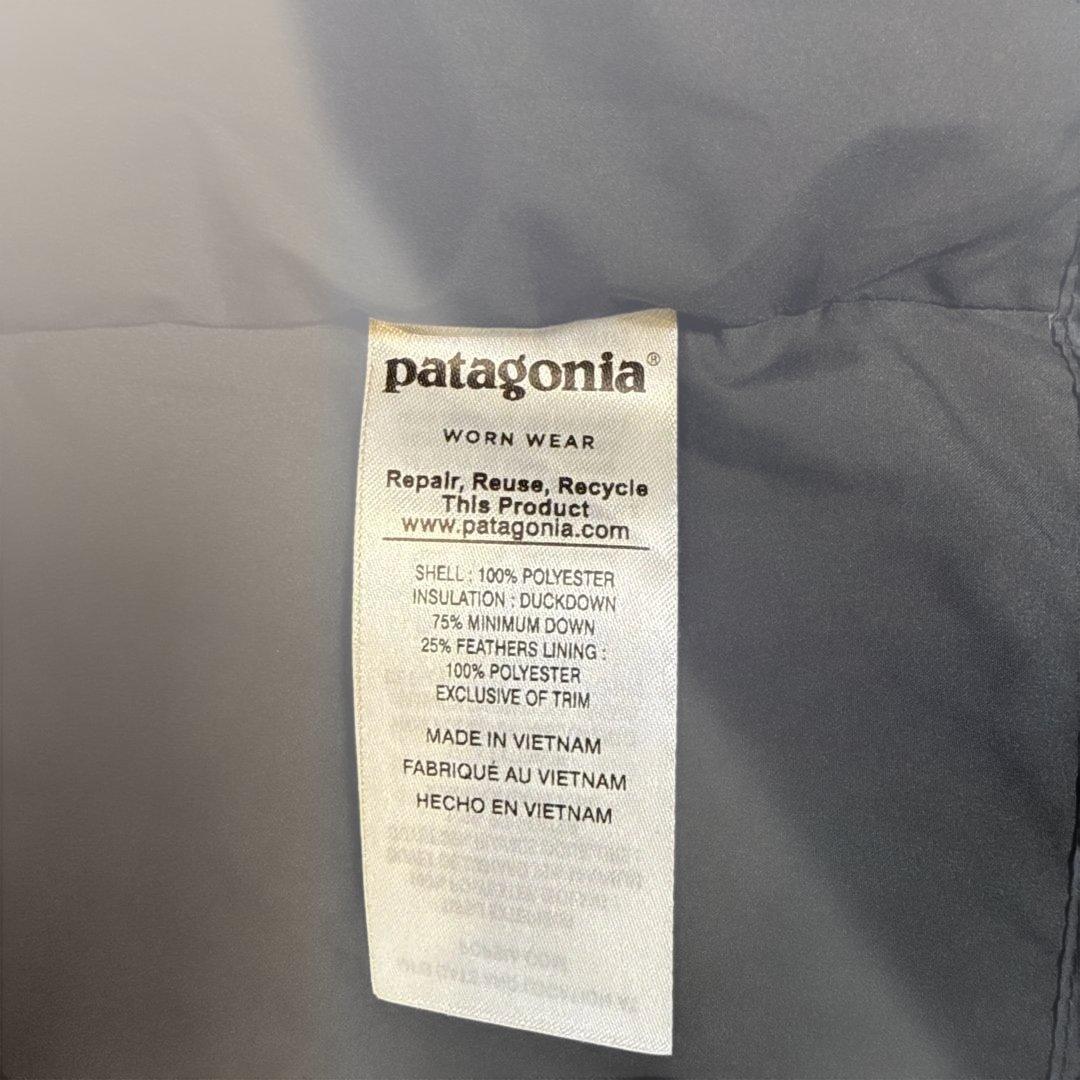 patagonia®
WORN WEAR
Repair, Reuse, Recycle
This Product
www.patagonia.com
SHELL : 100% POLYESTER
INSULATION : DUCKDOWN
75% MINIMUM DOWN
25% FEATHERS LINING :
100% POLYESTER
EXCLUSIVE OF TRIM
MADE IN VIETNAM
FABRIQUÉ AU VIETNAM
HECHO EN VIETNAM